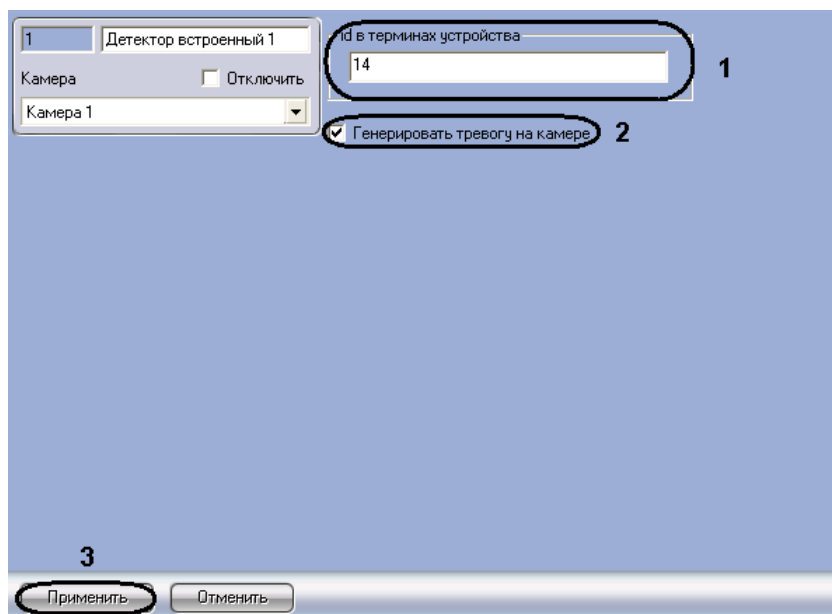 1
Детектор встроенный 1
Камера
Отключить
Камера 1
Id в терминах устройства
14
1
Генерировать тревогу на камере
2
3
Применить
Отменить